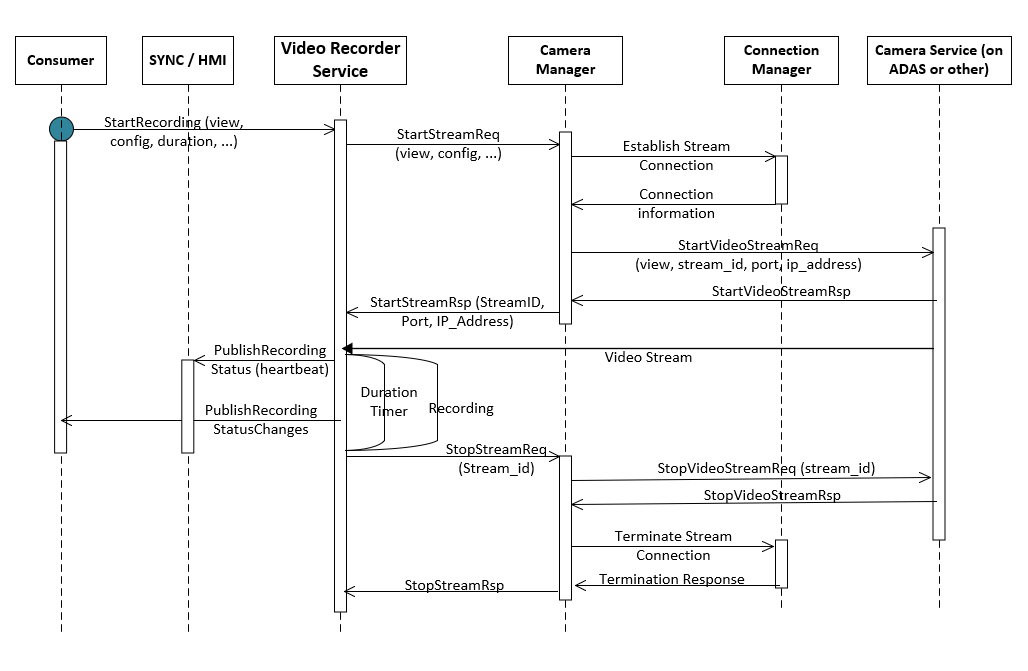 Consumer
SYNC / HMI
Video Recorder
Service
Camera
Manager
Connection
Manager
Camera Service (on
ADAS or other)
StartRecording (view,
config, duration, ...)
StartStreamReq
(view, config, ...)
Establish Stream
Connection
Connection
information
StartVideoStreamReq
(view, stream_id, port, ip_address)
StartVideoStreamRsp
StartStreamRsp (StreamID,
Port, IP_Address)
Video Stream
PublishRecording
Status (heartbeat)
Duration
Timer
Recording
PublishRecording
StatusChanges
StopStreamReq
(Stream_id)
StopVideoStreamReq (stream_id)
StopVideoStreamRsp
Terminate Stream
Connection
Termination Response
StopStreamRsp